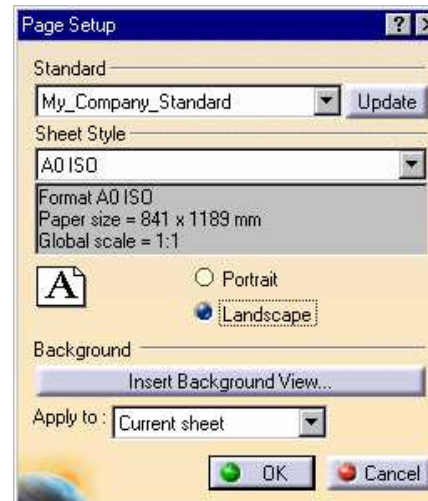 Page Setup
Standard
My_Company_Standard Update
Sheet Style
A0 ISO
Format A0 ISO
Paper size = 841 x 1189 mm
Global scale = 1:1
A Portrait
Landscape
Background
Insert Background View...
Apply to : Current sheet
OK Cancel